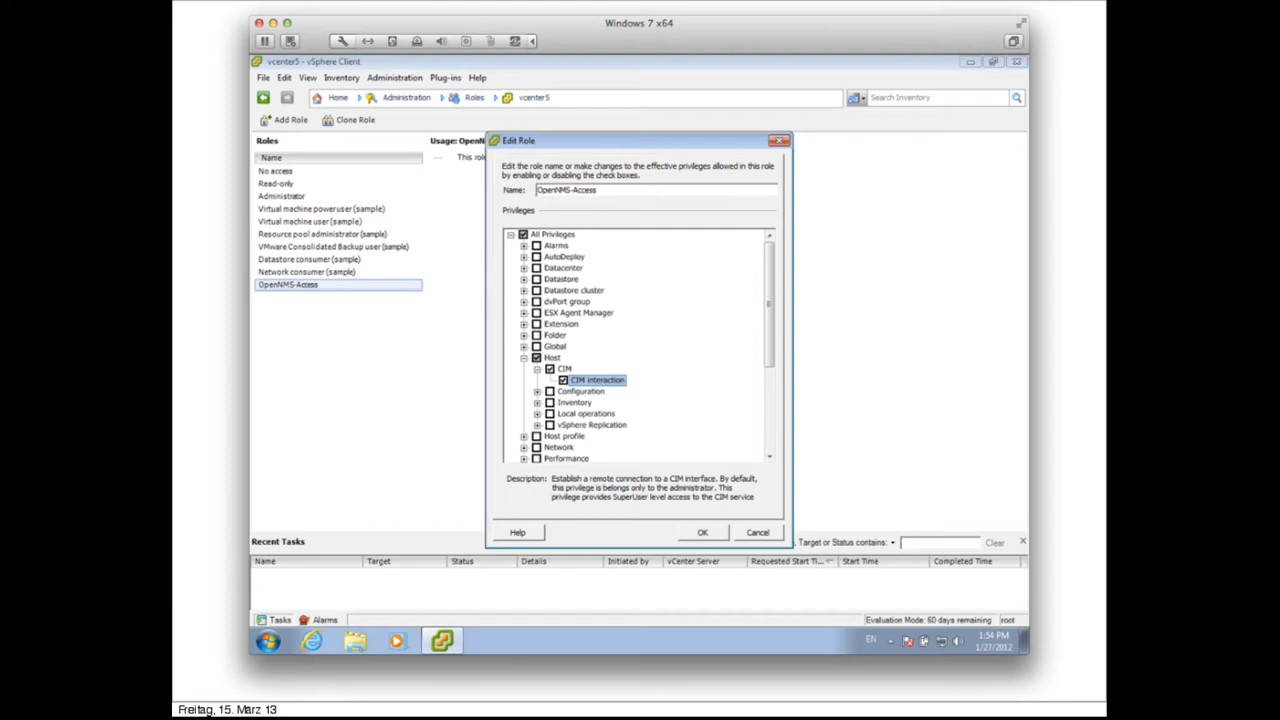 Windows 7 x64
vcenter5 - vSphere Client
File Edit View Inventory Administration Plug-ins Help
Home Administration Roles vcenter5 Search Inventory
Add Role Clone Role
Roles
Name
No access
Read-only
Administrator
Virtual machine power user (sample)
Virtual machine user (sample)
Resource pool administrator (sample)
VMware Consolidated Backup user (sample)
Datastore consumer (sample)
Network consumer (sample)
OpenNMS-Access
Usage: OpenN
This rol
Edit Role
Edit the role name or make changes to the effective privileges allowed in this role
by enabling or disabling the check boxes.
Name: OpenNMS-Access
Privileges
All Privileges
Alarms
AutoDeploy
Datacenter
Datastore
Datastore cluster
dvPort group
ESX Agent Manager
Extension
Folder
Global
Host
CIM
CIM interaction
Configuration
Inventory
Local operations
vSphere Replication
Host profile
Network
Performance
Description: Establish a remote connection to a CIM interface. By default,
this privilege is belongs only to the administrator. This
privilege provides SuperUser level access to the CIM service
Help OK Cancel
Recent Tasks , Target or Status contains: Clear
Name Target Status Details Initiated by vCenter Server Requested Start Ti... Start Time Completed Time
Tasks Alarms Evaluation Mode: 60 days remaining root
EN 1:54 PM
1/27/2012
Freitag, 15. März 13